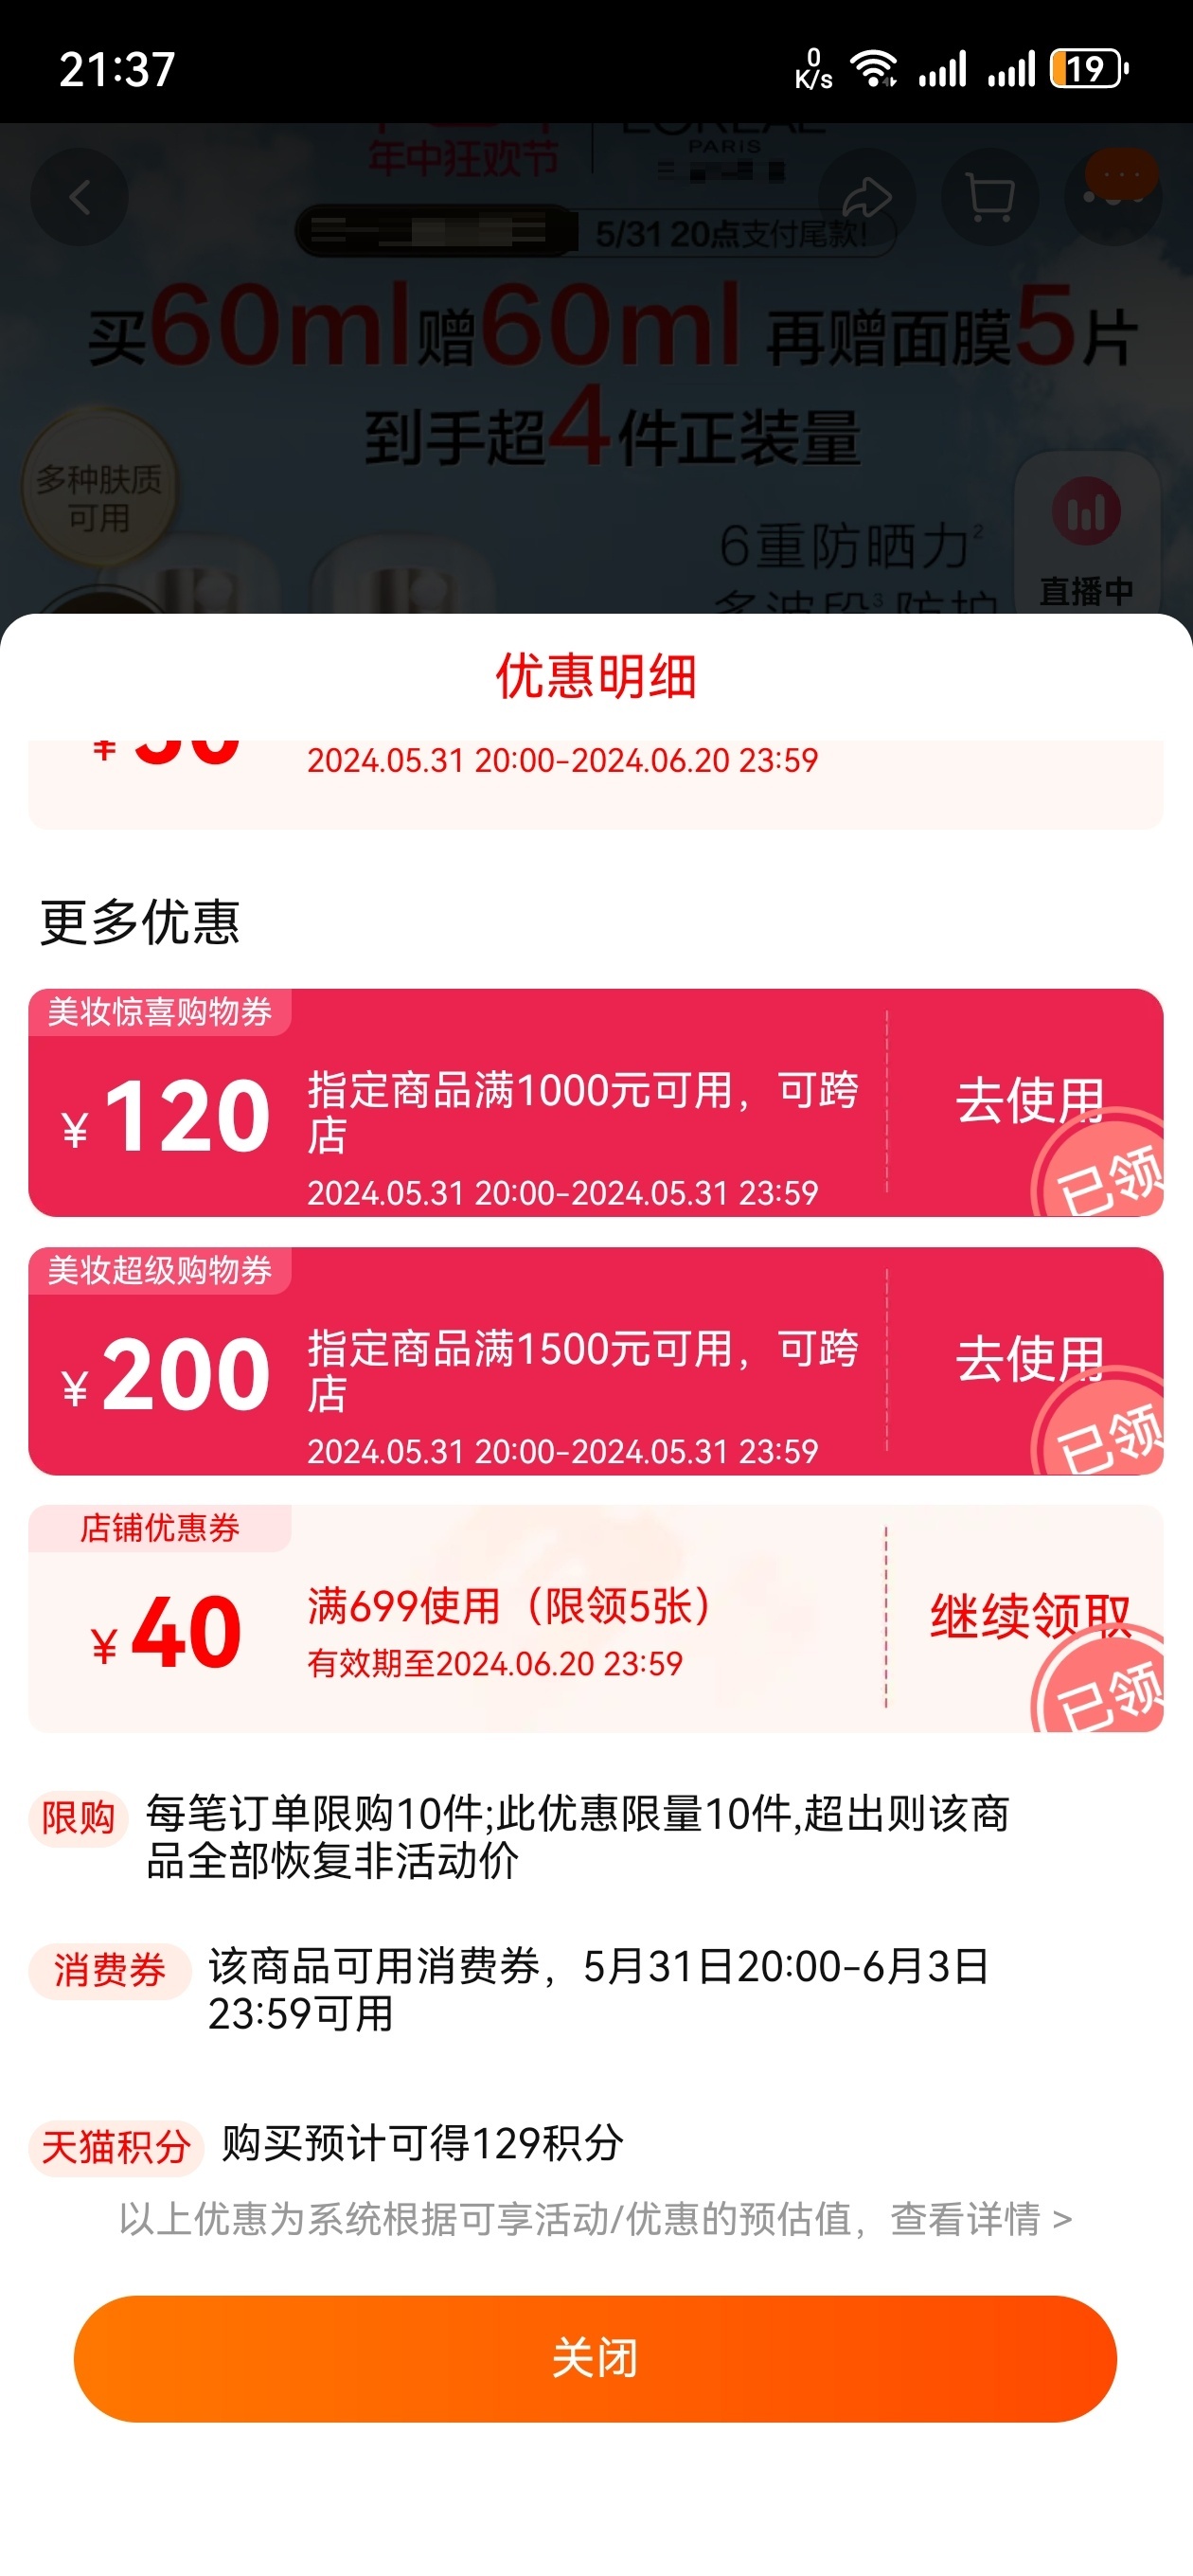 21:37
0
K/s
19
年中狂欢节
PARIS
5/31 20点支付尾款!
买60ml赠60ml 再赠面膜5片
到手超4件正装量
多种肤质
可用
6重防晒力2
直播中
优惠明细
2024.05.31 20:00-2024.06.20 23:59
更多优惠
美妆惊喜购物券
¥120
指定商品满1000元可用，可跨
店
2024.05.31 20:00-2024.05.31 23:59
去使用
已领
美妆超级购物券
¥200
指定商品满1500元可用，可跨
店
2024.05.31 20:00-2024.05.31 23:59
去使用
已领
店铺优惠券
¥40
满699使用（限领5张）
有效期至2024.06.20 23:59
继续领取
已领
限购
每笔订单限购10件;此优惠限量10件,超出则该商
品全部恢复非活动价
消费券
该商品可用消费券，5月31日20:00-6月3日
23:59可用
天猫积分
购买预计可得129积分
以上优惠为系统根据可享活动/优惠的预估值，查看详情 >
关闭